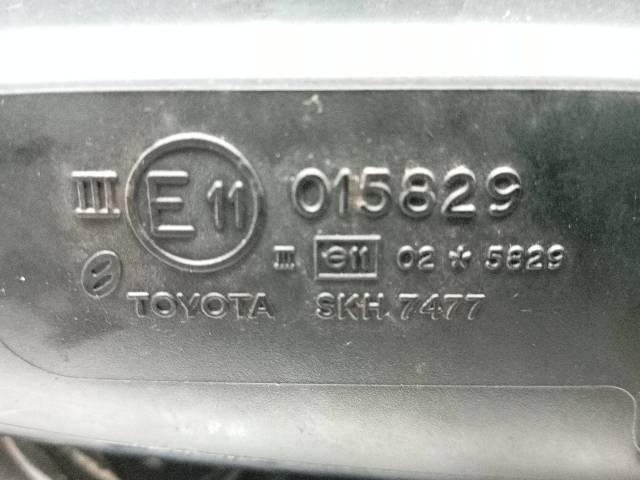 III E11 015829
III e11 02 * 5829
TOYOTA SKH 7477